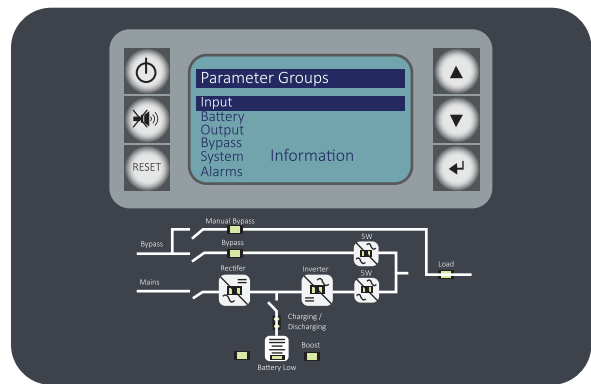 Parameter Groups
Input
Battery
Output
Bypass
System Information
Alarms
RESET
Manual Bypass
Bypass
Bypass
SW
Mains
Rectifer
Inverter
SW
Load
Charging /
Discharging
Boost
Battery Low